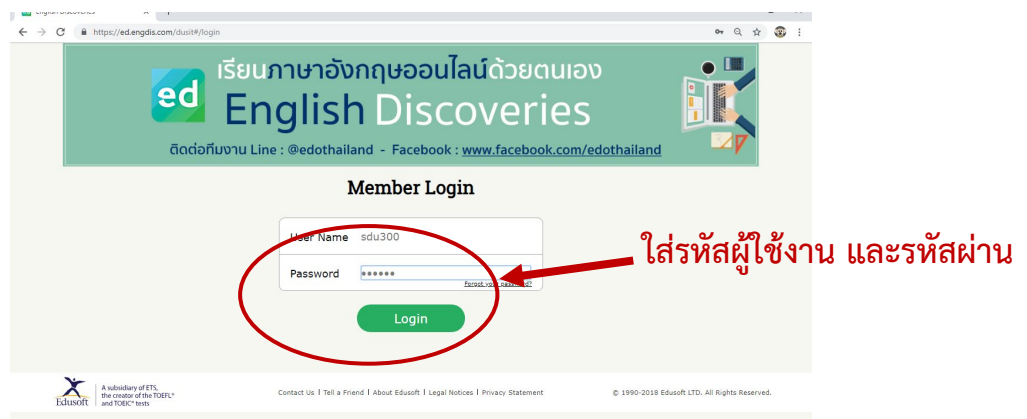 English Discoveries
https://ed.engdis.com/dusit#/login
ed
เรียนภาษาอังกฤษออนไลน์ด้วยตนเอง
English Discoveries
ติดต่อทีมงาน Line : @edothailand - Facebook : www.facebook.com/edothailand
Member Login
User Name sdu300
Password ••••••
Forgot your password?
ใส่รหัสผู้ใช้งาน และรหัสผ่าน
Login
Edusoft
A subsidiary of ETS,
the creator of the TOEFL®
and TOEIC® tests
Contact Us | Tell a Friend | About Edusoft | Legal Notices | Privacy Statement
© 1990-2018 Edusoft LTD. All Rights Reserved.